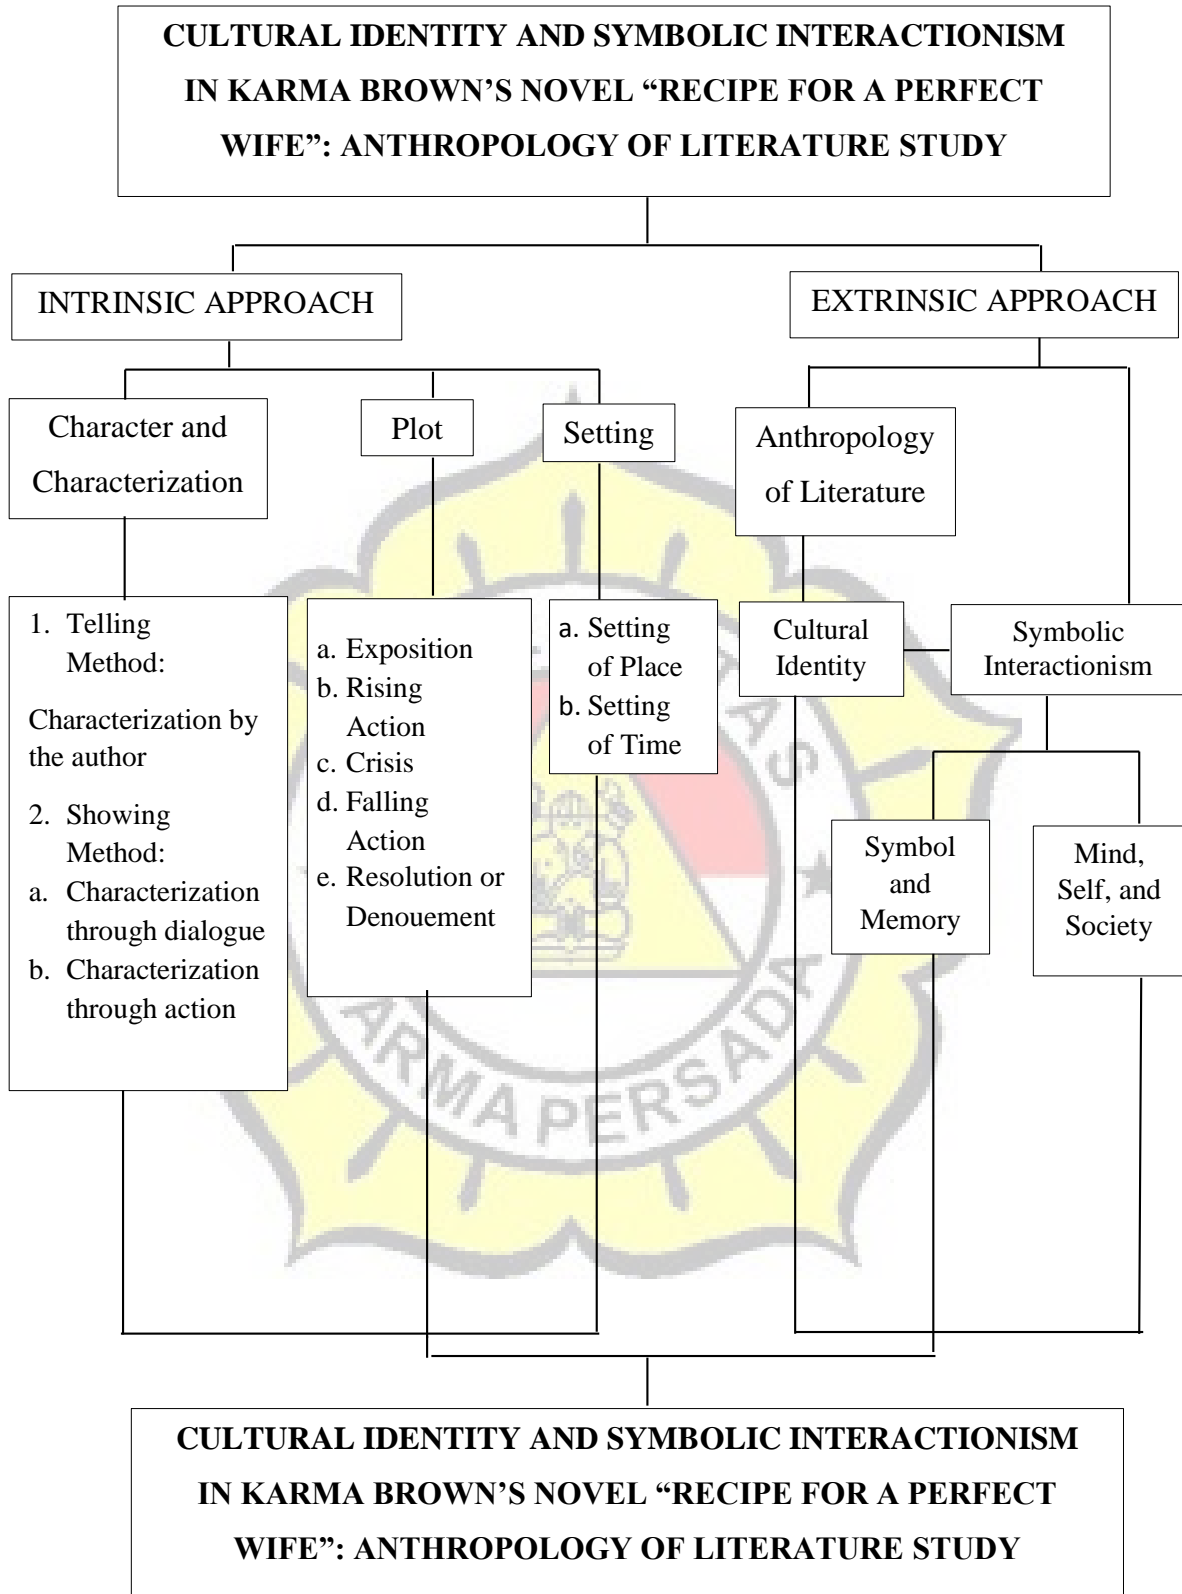 CULTURAL IDENTITY AND SYMBOLIC INTERACTIONISM
IN KARMA BROWN’S NOVEL “RECIPE FOR A PERFECT
WIFE”: ANTHROPOLOGY OF LITERATURE STUDY
INTRINSIC APPROACH
EXTRINSIC APPROACH
Character and
Characterization
Plot
Setting
Anthropology
of Literature
1. Telling
Method:
Characterization by
the author
2. Showing
Method:
a. Characterization
through dialogue
b. Characterization
through action
a. Exposition
b. Rising
Action
c. Crisis
d. Falling
Action
e. Resolution or
Denouement
a. Setting
of Place
b. Setting
of Time
Cultural
Identity
Symbolic
Interactionism
Symbol
and
Memory
Mind,
Self, and
Society
AS
ARMA PERSADA
CULTURAL IDENTITY AND SYMBOLIC INTERACTIONISM
IN KARMA BROWN’S NOVEL “RECIPE FOR A PERFECT
WIFE”: ANTHROPOLOGY OF LITERATURE STUDY